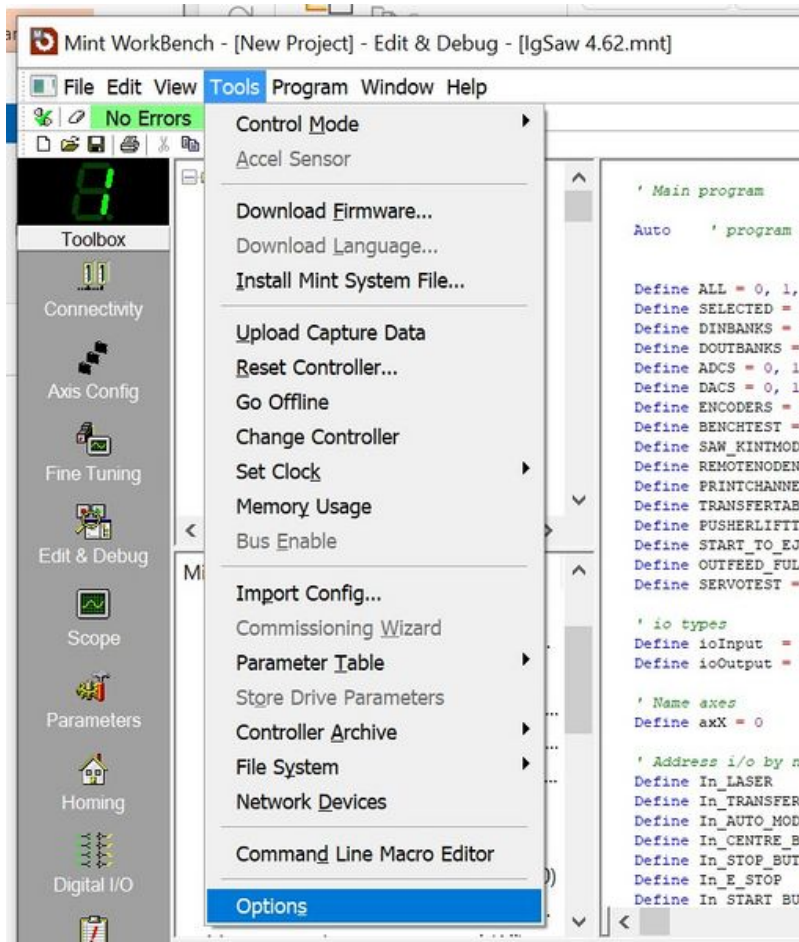 Mint WorkBench - [New Project] - Edit & Debug - [IgSaw 4.62.mnt]
File Edit View Tools Program Window Help
No Errors
Toolbox
Connectivity
Axis Config
Fine Tuning
Edit & Debug
Scope
Parameters
Homing
Digital I/O
Control Mode
Accel Sensor
Download Firmware...
Download Language...
Install Mint System File...
Upload Capture Data
Reset Controller...
Go Offline
Change Controller
Set Clock
Memory Usage
Bus Enable
Import Config...
Commissioning Wizard
Parameter Table
Store Drive Parameters
Controller Archive
File System
Network Devices
Command Line Macro Editor
Options
Mi
' Main program
Auto ' program
Define ALL = 0, 1,
Define SELECTED =
Define DINBANKS =
Define DOUTBANKS =
Define ADCS = 0, 1
Define DACS = 0, 1
Define ENCODERS =
Define BENCHTEST =
Define SAW_KINTMOD
Define REMOTENODEN
Define PRINTCHANNE
Define TRANSFERTAB
Define PUSHERLIFTT
Define START_TO_EJ
Define OUTFEED_FUL
Define SERVOTEST =
' io types
Define ioInput =
Define ioOutput =
' Name axes
Define axX = 0
' Address i/o by n
Define In_LASER
Define In_TRANSFER
Define In_AUTO_MOD
Define In_CENTRE_B
Define In_STOP_BUT
Define In_E_STOP
Define In_START_BU